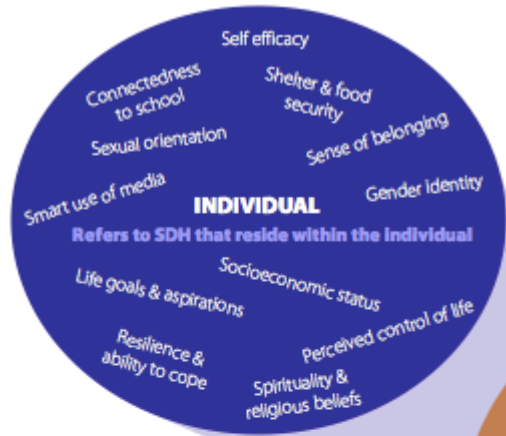 Self efficacy
Connectedness
to school
Shelter & food
security
Sexual orientation
Sense of belonging
Smart use of media
Gender identity
INDIVIDUAL
Refers to SDH that reside within the individual
Life goals & aspirations
Socioeconomic status
Resilience &
ability to cope
Perceived control of life
Spirituality &
religious beliefs